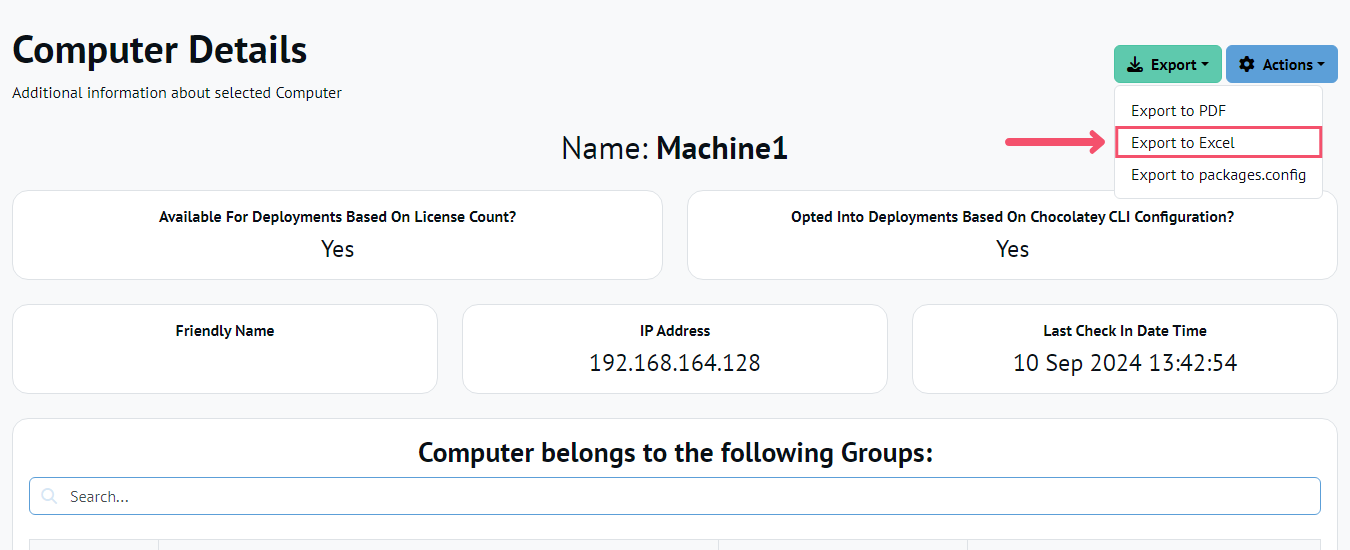 Computer Details
Export
Actions
Additional information about selected Computer
Export to PDF
Export to Excel
Export to packages.config
Name: Machine1
Available For Deployments Based On License Count?
Yes
Opted Into Deployments Based On Chocolatey CLI Configuration?
Yes
Friendly Name
IP Address
192.168.164.128
Last Check In Date Time
10 Sep 2024 13:42:54
Computer belongs to the following Groups:
Search...